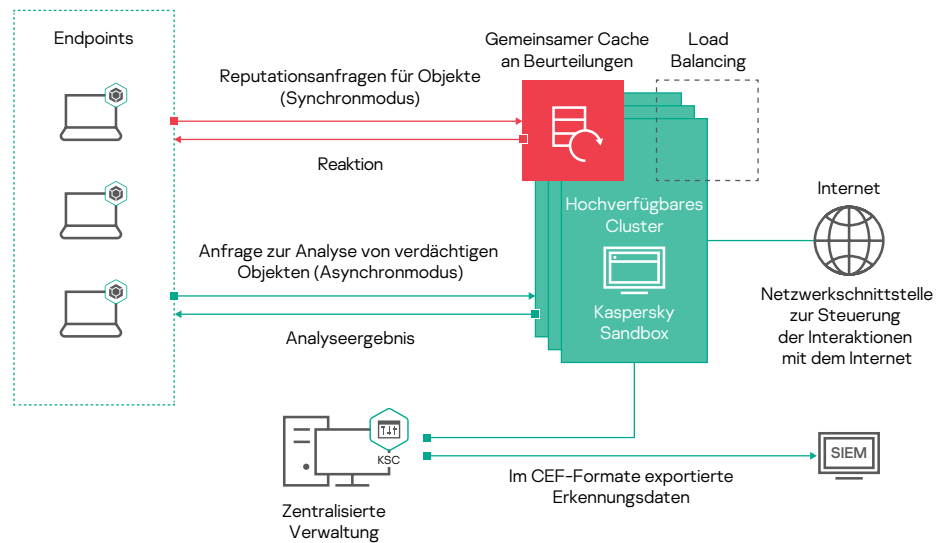 Endpoints
Gemeinsamer Cache
an Beurteilungen
Load
Balancing
Reputationsanfragen für Objekte
(Synchronmodus)
Reaktion
Hochverfügbares
Cluster
Internet
Anfrage zur Analyse von verdächtigen
Objekten (Asynchronmodus)
Kaspersky
Sandbox
Netzwerkschnittstelle
zur Steuerung
der Interaktionen
mit dem Internet
Analyseergebnis
KSC
SIEM
Im CEF-Formate exportierte
Erkennungsdaten
Zentralisierte
Verwaltung